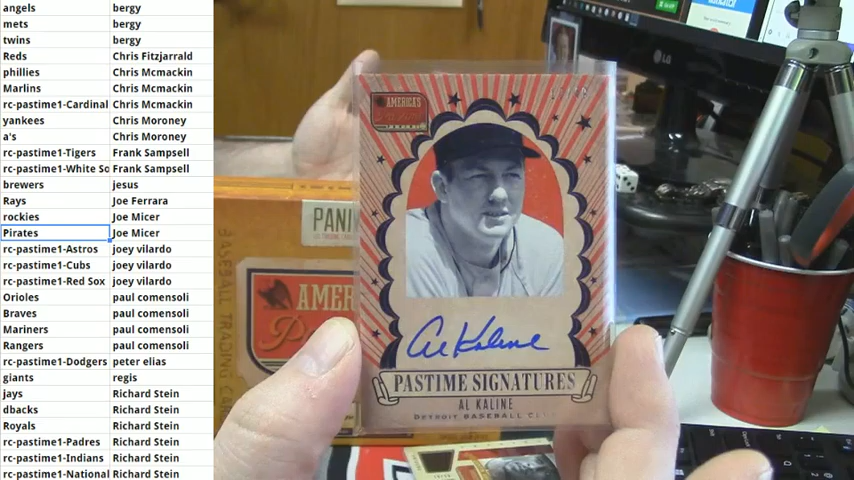 angels bergy
mets bergy
twins bergy
Reds Chris Fitzjarrald
phillies Chris Mcmackin
Marlins Chris Mcmackin
rc-pastime1-Cardinal Chris Mcmackin
yankees Chris Moroney
a's Chris Moroney
rc-pastime1-Tigers Frank Sampsell
rc-pastime1-White So Frank Sampsell
brewers jesus
Rays Joe Ferrara
rockies Joe Micer
Pirates Joe Micer
rc-pastime1-Astros joey vilardo
rc-pastime1-Cubs joey vilardo
rc-pastime1-Red Sox joey vilardo
Orioles paul comensoli
Braves paul comensoli
Mariners paul comensoli
Rangers paul comensoli
rc-pastime1-Dodgers peter elias
giants regis
jays Richard Stein
dbacks Richard Stein
Royals Richard Stein
rc-pastime1-Padres Richard Stein
rc-pastime1-Indians Richard Stein
rc-pastime1-National Richard Stein
LG
AMERICA'S
PANINI
AMER
Al Kaline
PASTIME SIGNATURES
AL KALINE
DETROIT BASEBALL CLUB